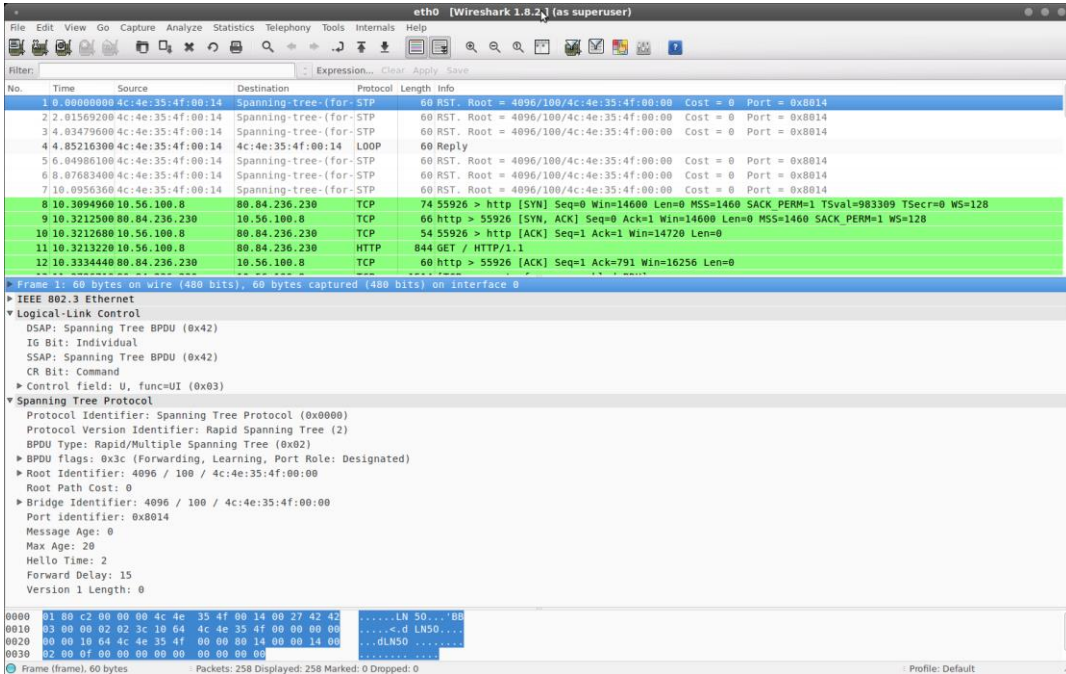 eth0 [Wireshark 1.8.2] (as superuser)
File Edit View Go Capture Analyze Statistics Telephony Tools Internals Help
Filter: Expression... Clear Apply Save
No. Time Source Destination Protocol Length Info
1 0.00000000 4c:4e:35:4f:00:14 Spanning-tree-(for- STP 60 RST. Root = 4096/100/4c:4e:35:4f:00:00 Cost = 0 Port = 0x8014
2 2.01569200 4c:4e:35:4f:00:14 Spanning-tree-(for- STP 60 RST. Root = 4096/100/4c:4e:35:4f:00:00 Cost = 0 Port = 0x8014
3 4.03479600 4c:4e:35:4f:00:14 Spanning-tree-(for- STP 60 RST. Root = 4096/100/4c:4e:35:4f:00:00 Cost = 0 Port = 0x8014
4 4.85216300 4c:4e:35:4f:00:14 4c:4e:35:4f:00:14 LOOP 60 Reply
5 6.04986100 4c:4e:35:4f:00:14 Spanning-tree-(for- STP 60 RST. Root = 4096/100/4c:4e:35:4f:00:00 Cost = 0 Port = 0x8014
6 8.07683400 4c:4e:35:4f:00:14 Spanning-tree-(for- STP 60 RST. Root = 4096/100/4c:4e:35:4f:00:00 Cost = 0 Port = 0x8014
7 10.0956360 4c:4e:35:4f:00:14 Spanning-tree-(for- STP 60 RST. Root = 4096/100/4c:4e:35:4f:00:00 Cost = 0 Port = 0x8014
8 10.3094960 10.56.100.8 80.84.236.230 TCP 74 55926 > http [SYN] Seq=0 Win=14600 Len=0 MSS=1460 SACK_PERM=1 TSval=983309 TSecr=0 WS=128
9 10.3212500 80.84.236.230 10.56.100.8 TCP 66 http > 55926 [SYN, ACK] Seq=0 Ack=1 Win=14600 Len=0 MSS=1460 SACK_PERM=1 WS=128
10 10.3212680 10.56.100.8 80.84.236.230 TCP 54 55926 > http [ACK] Seq=1 Ack=1 Win=14720 Len=0
11 10.3213220 10.56.100.8 80.84.236.230 HTTP 844 GET / HTTP/1.1
12 10.3334440 80.84.236.230 10.56.100.8 TCP 60 http > 55926 [ACK] Seq=1 Ack=791 Win=16256 Len=0
Frame 1: 60 bytes on wire (480 bits), 60 bytes captured (480 bits) on interface 0
IEEE 802.3 Ethernet
Logical-Link Control
DSAP: Spanning Tree BPDU (0x42)
IG Bit: Individual
SSAP: Spanning Tree BPDU (0x42)
CR Bit: Command
Control field: U, func=UI (0x03)
Spanning Tree Protocol
Protocol Identifier: Spanning Tree Protocol (0x0000)
Protocol Version Identifier: Rapid Spanning Tree (2)
BPDU Type: Rapid/Multiple Spanning Tree (0x02)
BPDU flags: 0x3c (Forwarding, Learning, Port Role: Designated)
Root Identifier: 4096 / 100 / 4c:4e:35:4f:00:00
Root Path Cost: 0
Bridge Identifier: 4096 / 100 / 4c:4e:35:4f:00:00
Port identifier: 0x8014
Message Age: 0
Max Age: 20
Hello Time: 2
Forward Delay: 15
Version 1 Length: 0
0000 01 80 c2 00 00 00 4c 4e 35 4f 00 14 00 27 42 42 ......LN 5O...'BB
0010 03 00 00 02 02 3c 10 64 4c 4e 35 4f 00 00 00 00 .....<.d LN5O....
0020 00 00 10 64 4c 4e 35 4f 00 00 80 14 00 00 14 00 ...dLN5O ........
0030 02 00 0f 00 00 00 00 00 00 00 00 00 ........ ....
Frame (frame), 60 bytes Packets: 258 Displayed: 258 Marked: 0 Dropped: 0 Profile: Default